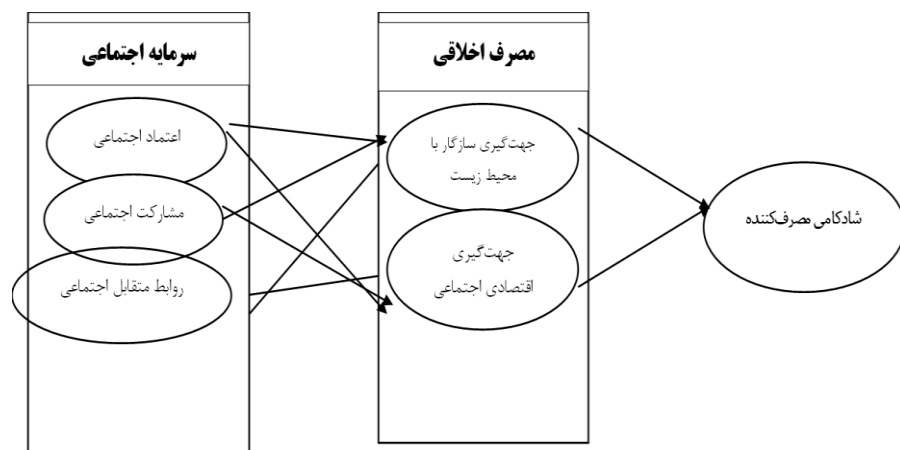 سرمایه اجتماعی
اعتماد اجتماعی
مشارکت اجتماعی
روابط متقابل اجتماعی
مصرف اخلاقی
جهت‌گیری سازگار با
محیط زیست
جهت‌گیری
اقتصادی اجتماعی
شادکامی مصرف‌کننده